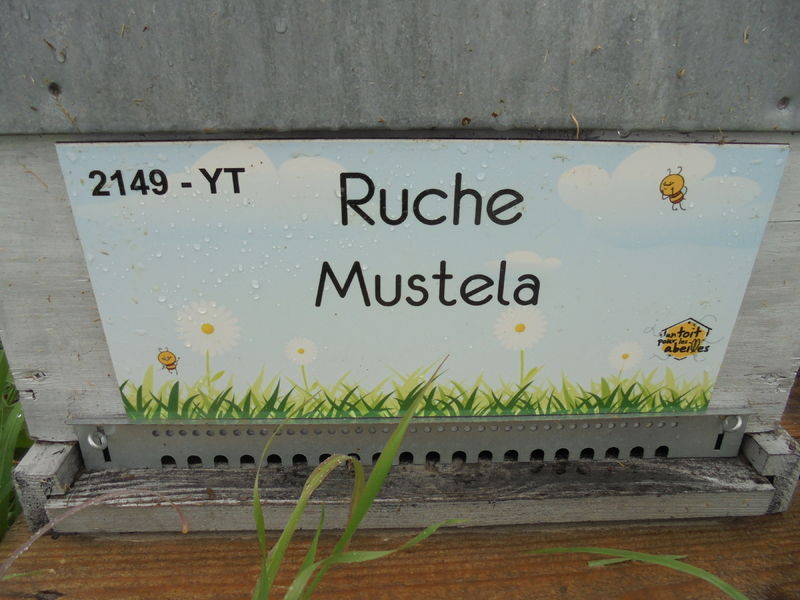 2149 - YT
Ruche
Mustela
un toit
pour les
abeilles